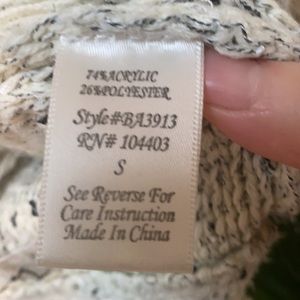 74%ACRYLIC
26%POLYESTER
Style#BA3913
RN# 104403
S
See Reverse For
Care Instruction
Made In China